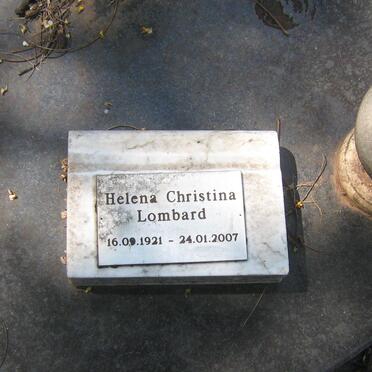 Helena Christina
Lombard
16.09.1921 - 24.01.2007